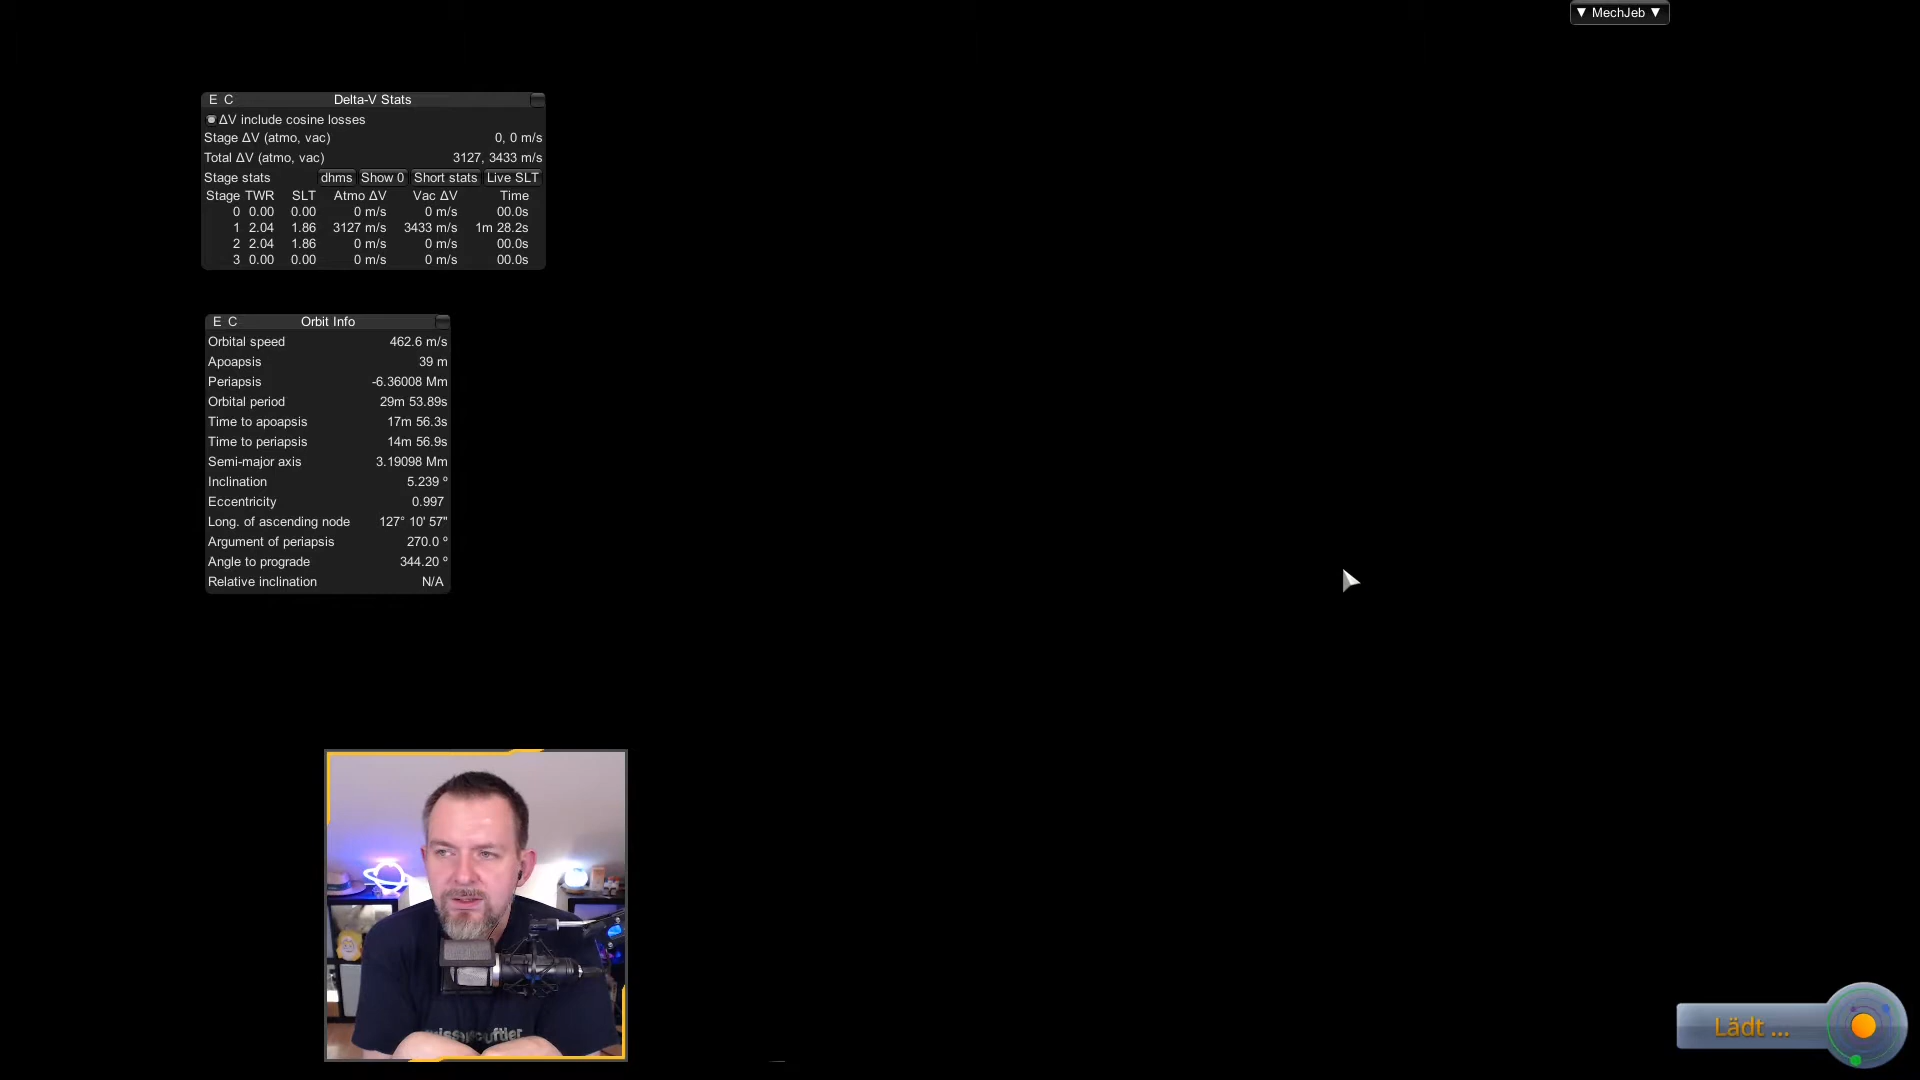 ▼ MechJeb ▼
E C Delta-V Stats
ΔV include cosine losses
Stage ΔV (atmo, vac) 0, 0 m/s
Total ΔV (atmo, vac) 3127, 3433 m/s
Stage stats dhms Show 0 Short stats Live SLT
Stage TWR SLT Atmo ΔV Vac ΔV Time
0 0.00 0.00 0 m/s 0 m/s 00.0s
1 2.04 1.86 3127 m/s 3433 m/s 1m 28.2s
2 2.04 1.86 0 m/s 0 m/s 00.0s
3 0.00 0.00 0 m/s 0 m/s 00.0s
E C Orbit Info
Orbital speed 462.6 m/s
Apoapsis 39 m
Periapsis -6.36008 Mm
Orbital period 29m 53.89s
Time to apoapsis 17m 56.3s
Time to periapsis 14m 56.9s
Semi-major axis 3.19098 Mm
Inclination 5.239 º
Eccentricity 0.997
Long. of ascending node 127° 10' 57"
Argument of periapsis 270.0 º
Angle to prograde 344.20 º
Relative inclination N/A
Lädt ...